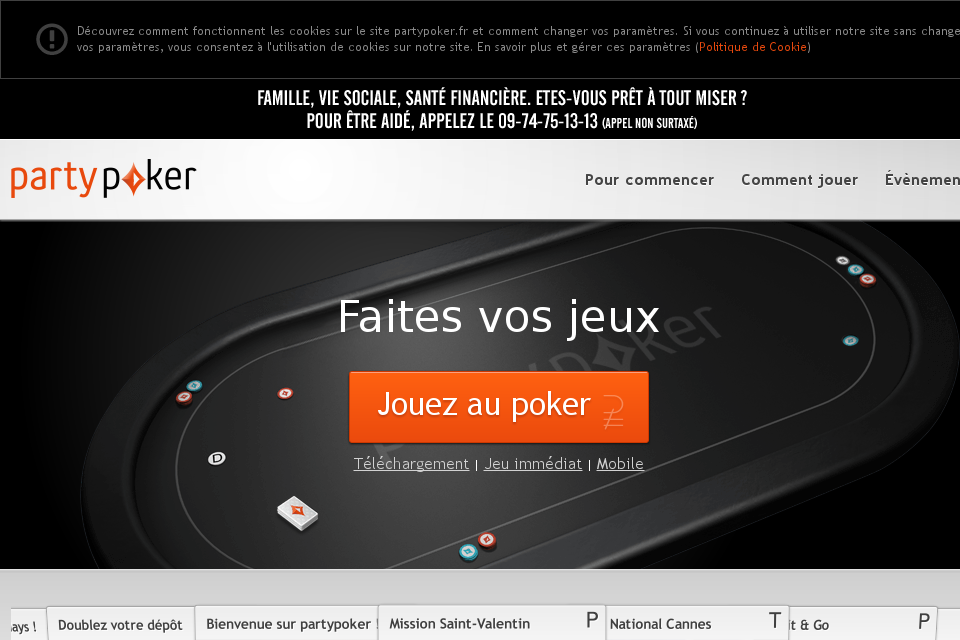 Découvrez comment fonctionnent les cookies sur le site partypoker.fr et comment changer vos paramètres. Si vous continuez à utiliser notre site sans change
vos paramètres, vous consentez à l'utilisation de cookies sur notre site. En savoir plus et gérer ces paramètres (Politique de Cookie)
FAMILLE, VIE SOCIALE, SANTÉ FINANCIÈRE. ETES-VOUS PRÊT À TOUT MISER ?
POUR ÊTRE AIDÉ, APPELEZ LE 09-74-75-13-13 (APPEL NON SURTAXÉ)
partypoker
Pour commencer Comment jouer Évènemen
Faites vos jeux
Jouez au poker
Téléchargement | Jeu immédiat | Mobile
D
ays ! Doublez votre dépôt Bienvenue sur partypoker ! Mission Saint-Valentin P National Cannes T t & Go P